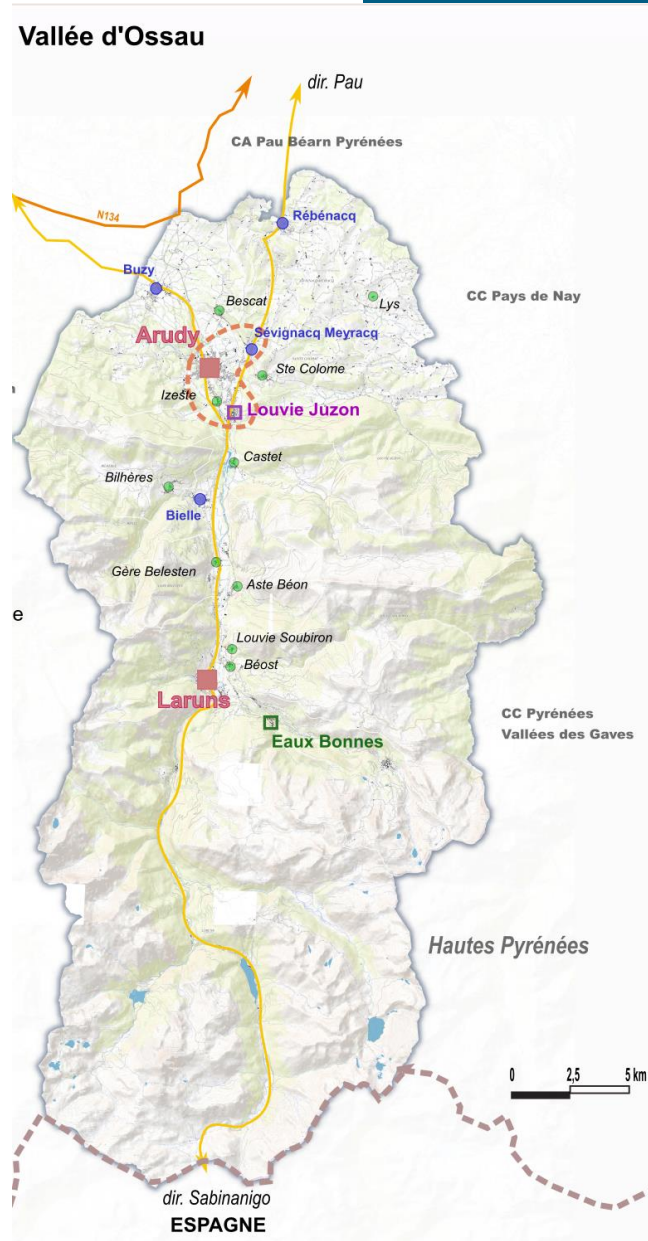 Vallée d'Ossau
dir. Pau
CA Pau Béarn Pyrénées
N134
Rébénacq
Buzy
Bescat
Lys
CC Pays de Nay
Arudy
Sévignacq Meyracq
Ste Colome
Izeste
Louvie Juzon
Castet
Bilhères
Bielle
Gère Belesten
Aste Béon
e
Louvie Soubiron
Béost
Laruns
CC Pyrénées
Vallées des Gaves
Eaux Bonnes
Hautes Pyrénées
0 2,5 5 km
dir. Sabinanigo
ESPAGNE